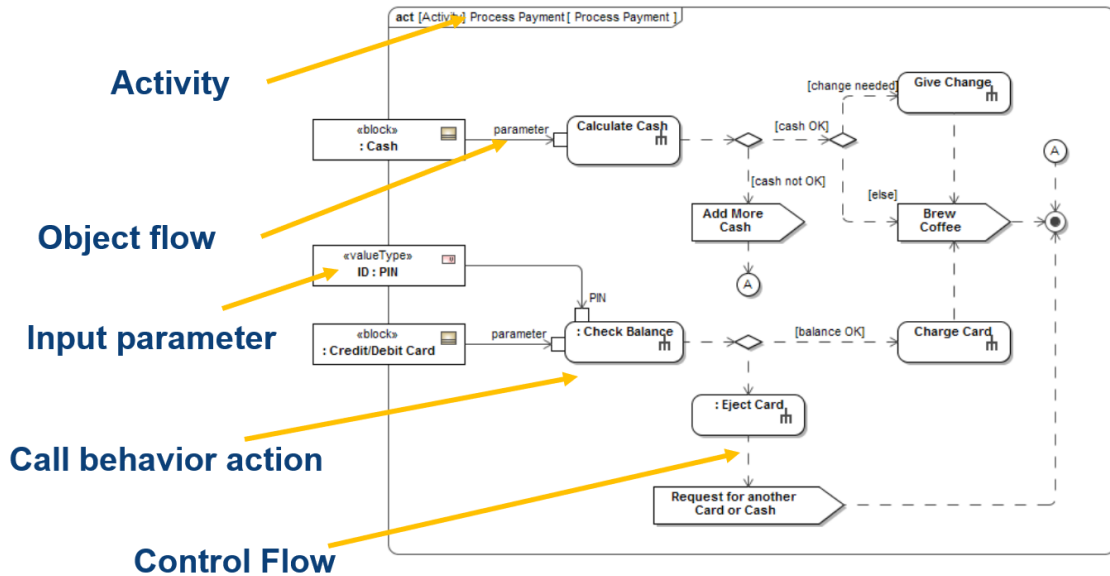 act [Activity] Process Payment [ Process Payment ]
Activity
[change needed]
Give Change
«block»
: Cash
parameter
Calculate Cash
[cash OK]
A
[cash not OK]
[else]
Add More
Cash
Brew
Coffee
Object flow
«valueType»
ID : PIN
A
PIN
Input parameter
«block»
: Credit/Debit Card
parameter
: Check Balance
[balance OK]
Charge Card
: Eject Card
Call behavior action
Request for another
Card or Cash
Control Flow